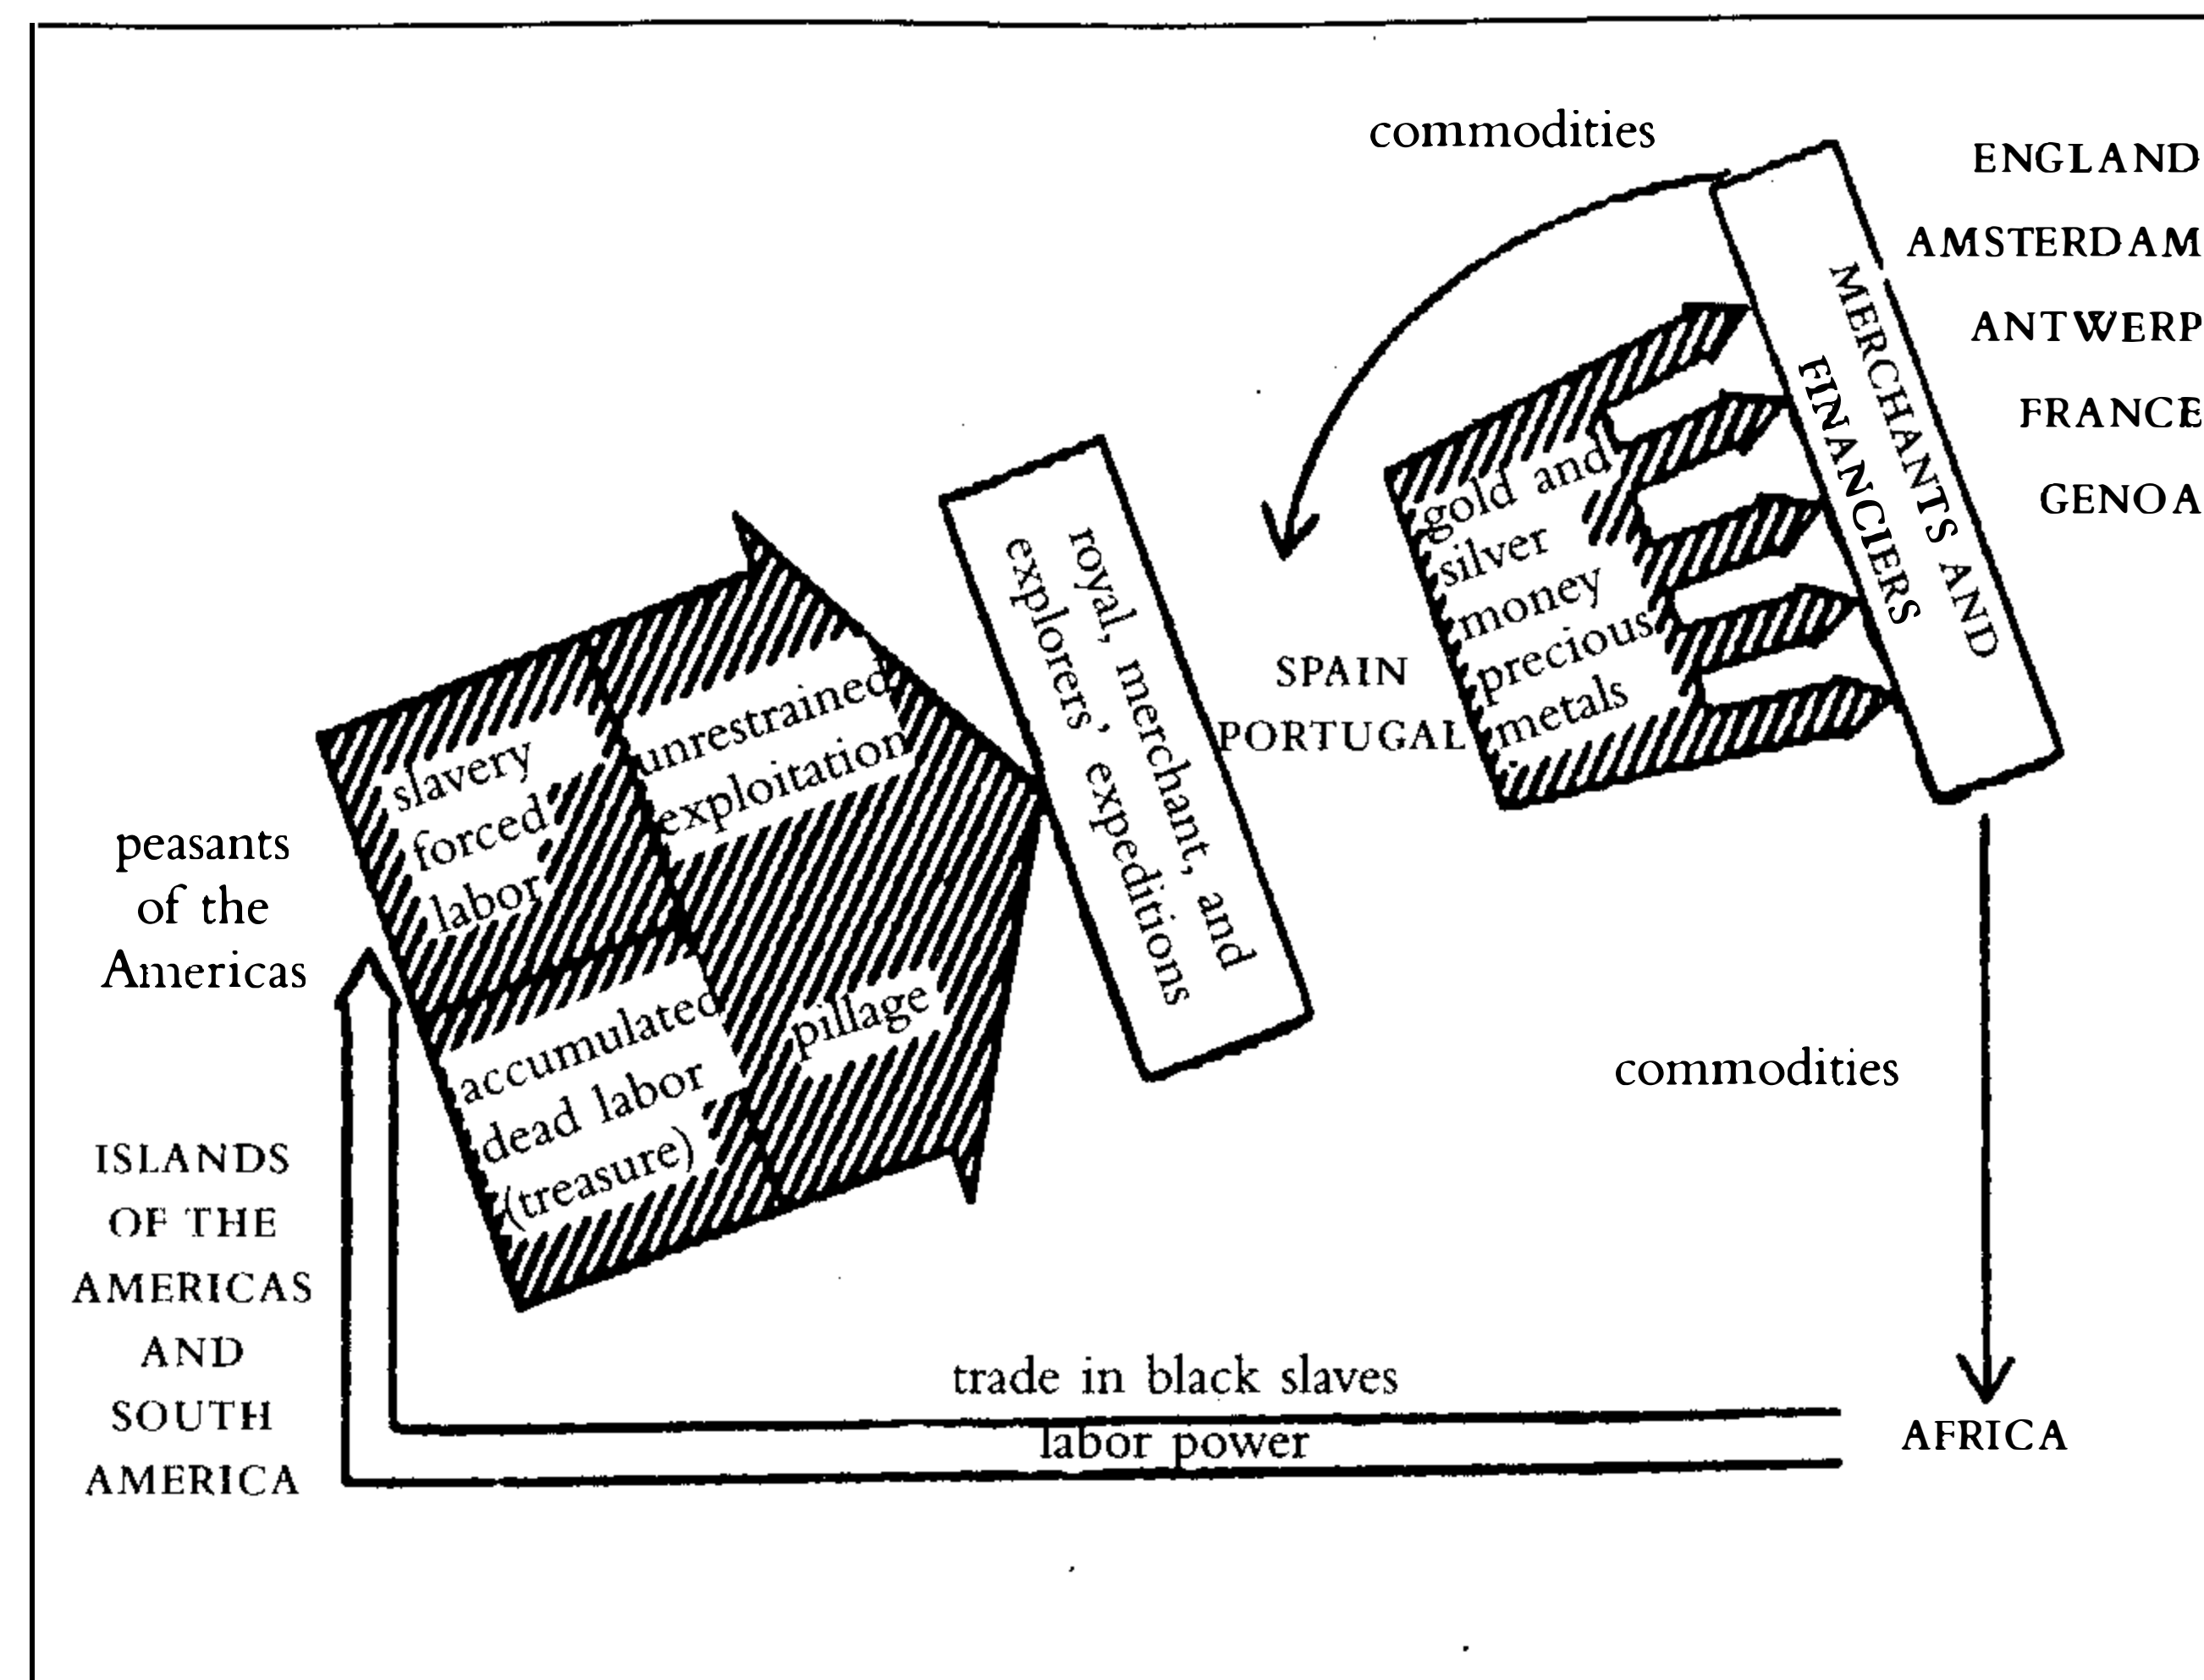 commodities
ENGLAND
AMSTERDAM
ANTWERP
FRANCE
GENOA
MERCHANTS AND
FINANCIERS
gold and
silver
money
precious
metals
SPAIN
PORTUGAL
royal, merchant, and
explorers' expeditions
unrestrained
exploitation
slavery
forced
labor
pillage
accumulated
dead labor
(treasure)
peasants
of the
Americas
ISLANDS
OF THE
AMERICAS
AND
SOUTH
AMERICA
commodities
trade in black slaves
labor power
AFRICA